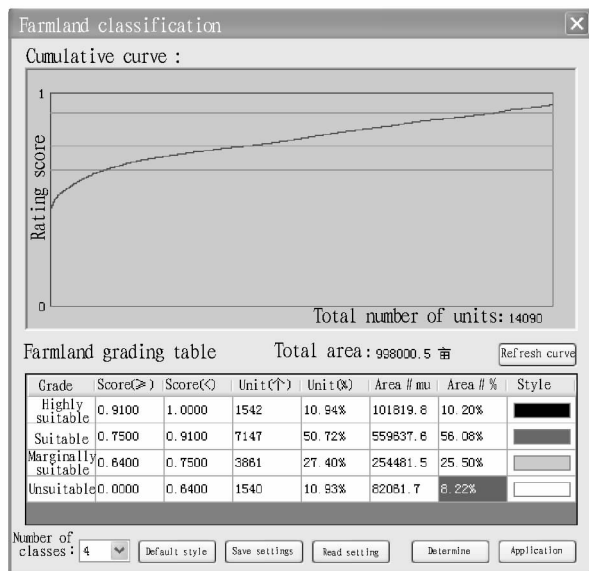 Farmland classification
Cumulative curve :
1
Rating score
0
Total number of units: 14090
Farmland grading table
Total area: 998000.5 亩
Refresh curve
Grade Score(≥) Score(<) Unit(个) Unit(%) Area # mu Area # % Style
Highly suitable 0.9100 1.0000 1542 10.94% 101819.8 10.20%
Suitable 0.7500 0.9100 7147 50.72% 559637.6 56.08%
Marginally suitable 0.6400 0.7500 3861 27.40% 254481.5 25.50%
Unsuitable 0.0000 0.6400 1540 10.93% 82061.7 8.22%
Number of classes: 4
Default style
Save settings
Read setting
Determine
Application